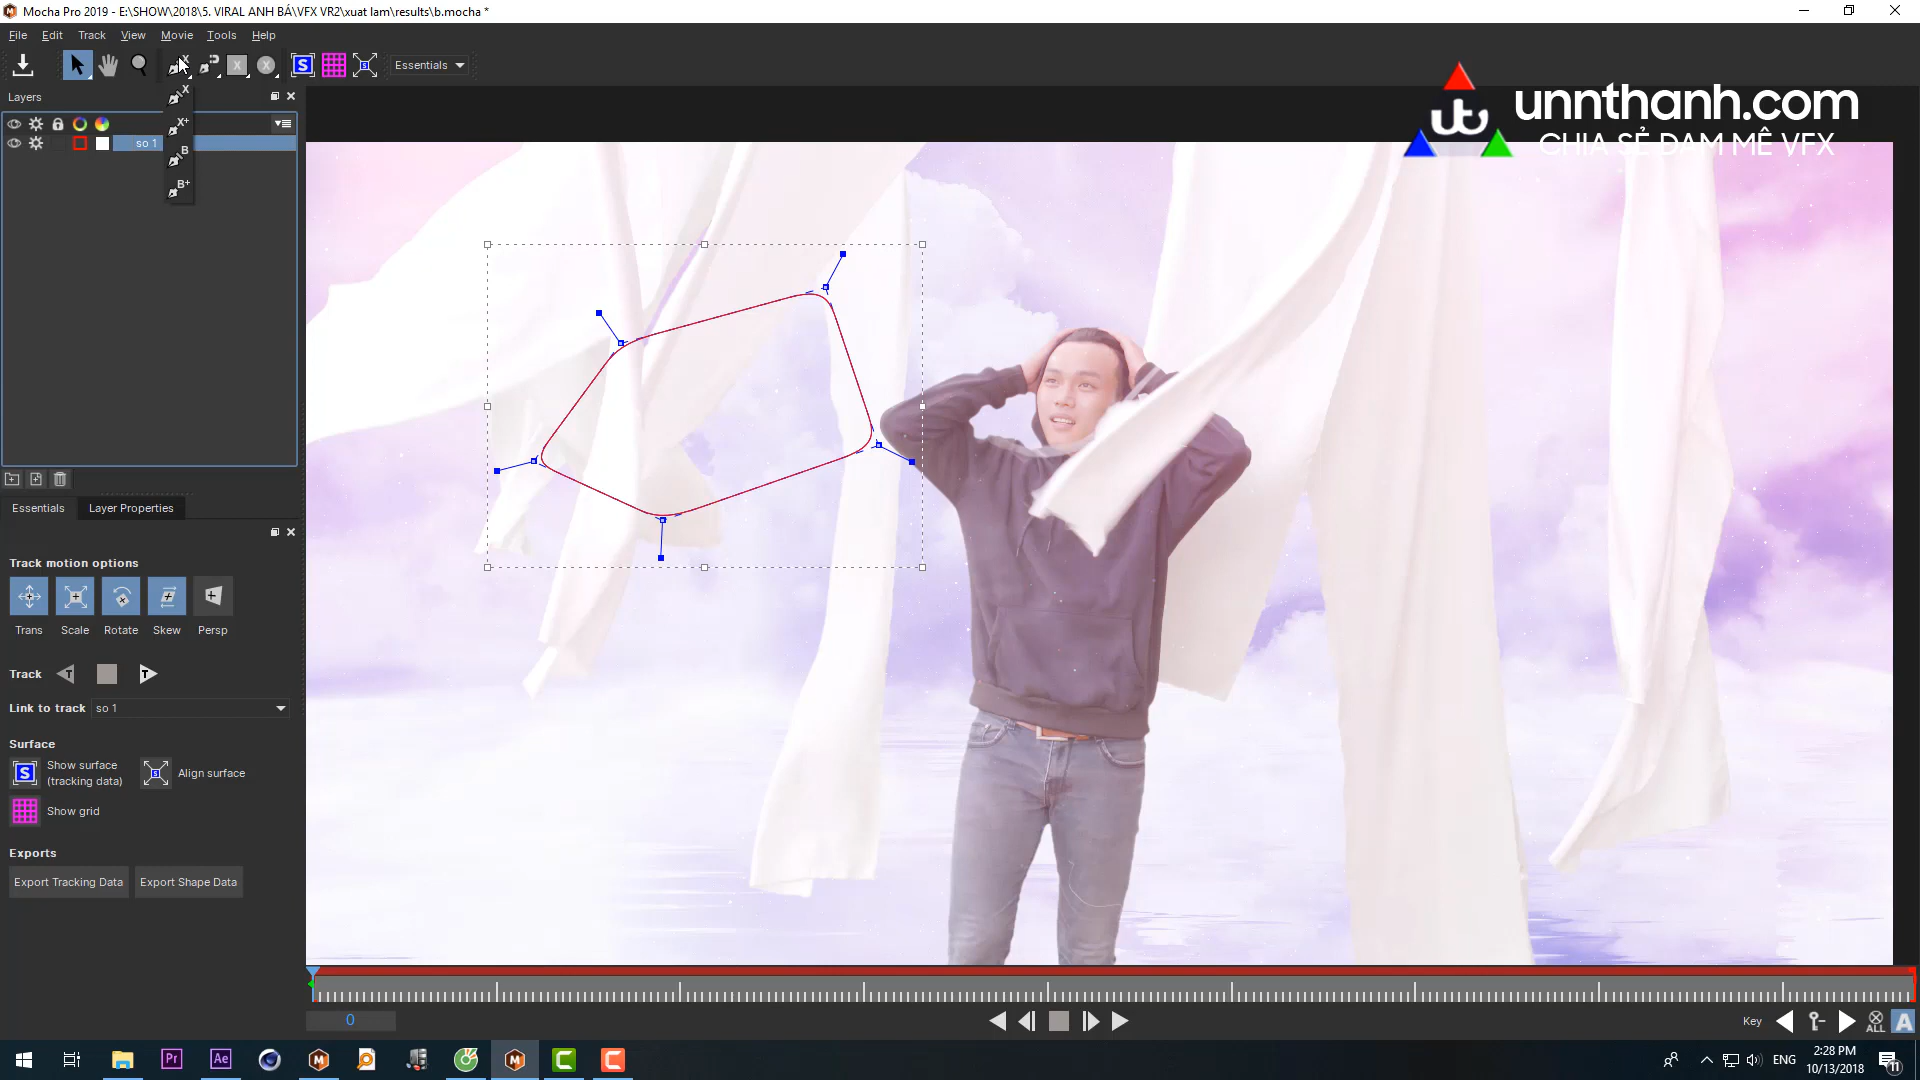 Mocha Pro 2019 - E:\SHOW\2018\5. VIRAL ANH BÁ\VFX VR2\xuat lam\results\b.mocha *
File Edit Track View Movie Tools Help
X
X
X
S
Essentials
unnthanh.com
CHIA SẺ ĐAM MÊ VFX
Layers
X
X+
B
B+
so 1
Essentials
Layer Properties
Track motion options
Trans Scale Rotate Skew Persp
Track T T
Link to track so 1
Surface
S Show surface
(tracking data)
Align surface
Show grid
Exports
Export Tracking Data
Export Shape Data
0
Key
ALL
A
Pr
Ae
ENG
2:28 PM
10/13/2018
11